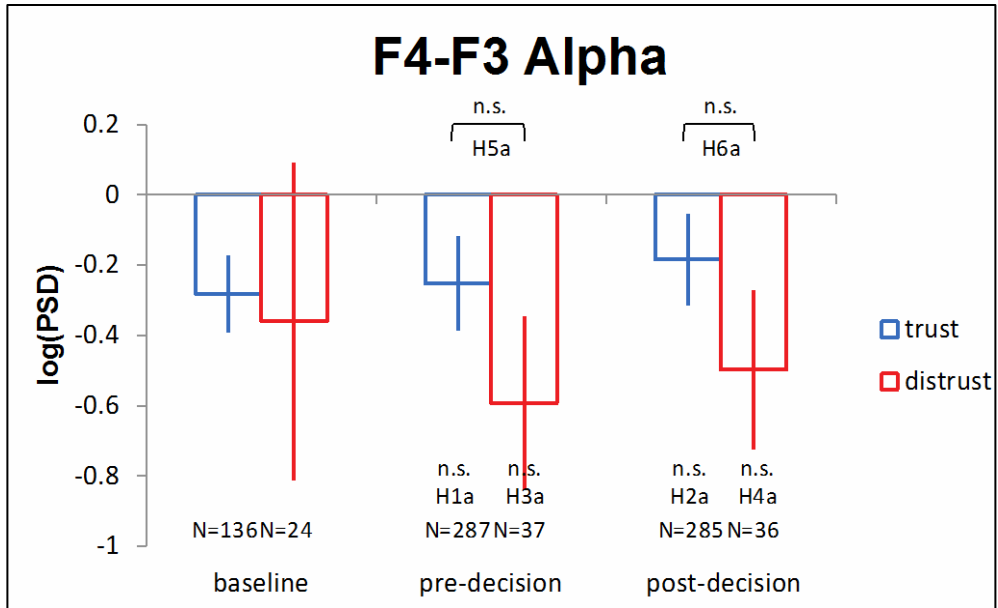 F4-F3 Alpha
n.s.
n.s.
H5a
H6a
0.2
0
-0.2
-0.4
-0.6
-0.8
-1
log(PSD)
trust
distrust
n.s.
n.s.
n.s.
n.s.
H1a
H3a
H2a
H4a
N=136
N=24
N=287
N=37
N=285
N=36
baseline
pre-decision
post-decision